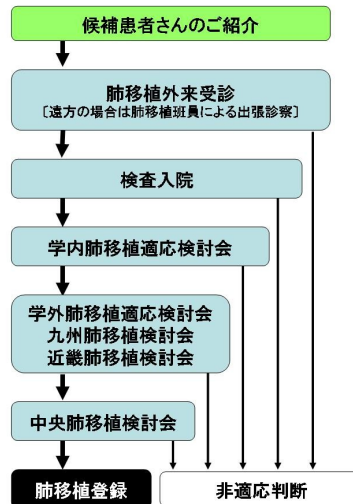 候補患者さんのご紹介
肺移植外来受診
〔遠方の場合は肺移植班員による出張診察〕
検査入院
学内肺移植適応検討会
学外肺移植適応検討会
九州肺移植検討会
近畿肺移植検討会
中央肺移植検討会
肺移植登録
非適応判断